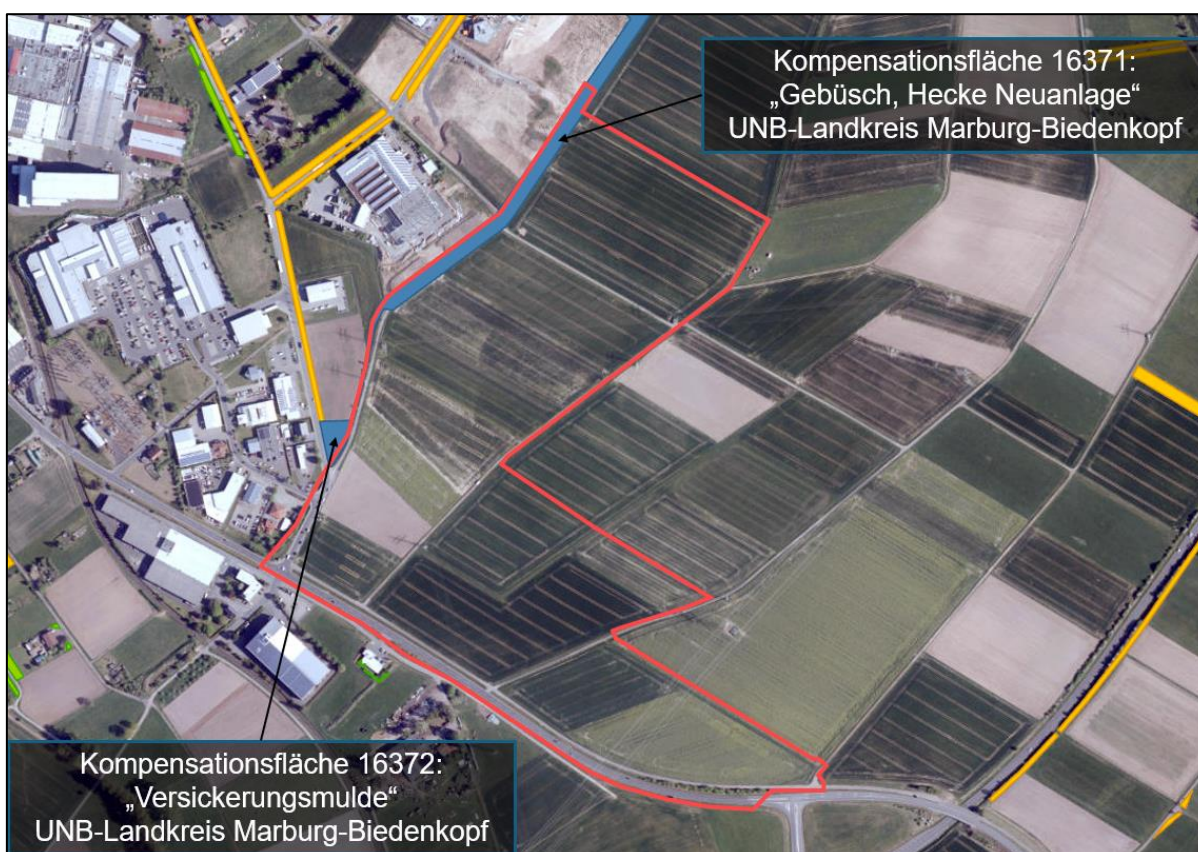 Kompensationsfläche 16371:
„Gebüsch, Hecke Neuanlage“
UNB-Landkreis Marburg-Biedenkopf
Kompensationsfläche 16372:
„Versickerungsmulde“
UNB-Landkreis Marburg-Biedenkopf